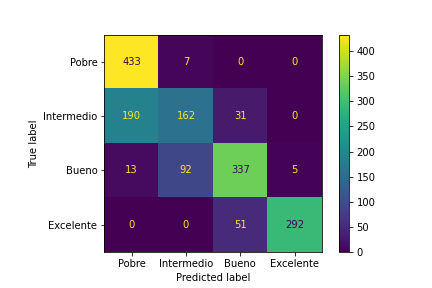 Pobre 433 7 0 0
Intermedio 190 162 31 0
Bueno 13 92 337 5
Excelente 0 0 51 292
Pobre Intermedio Bueno Excelente
Predicted label
True label
400
350
300
250
200
150
100
50
0